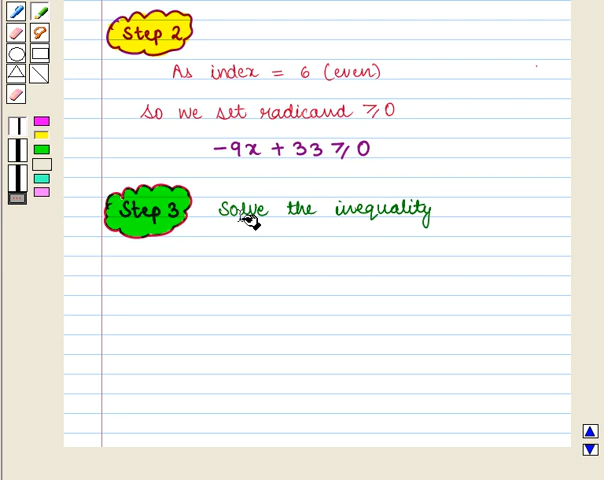 Step 2
As index = 6 (even)
So we set radicand ≥ 0
-9x + 33 ≥ 0
Step 3 Solve the inequality